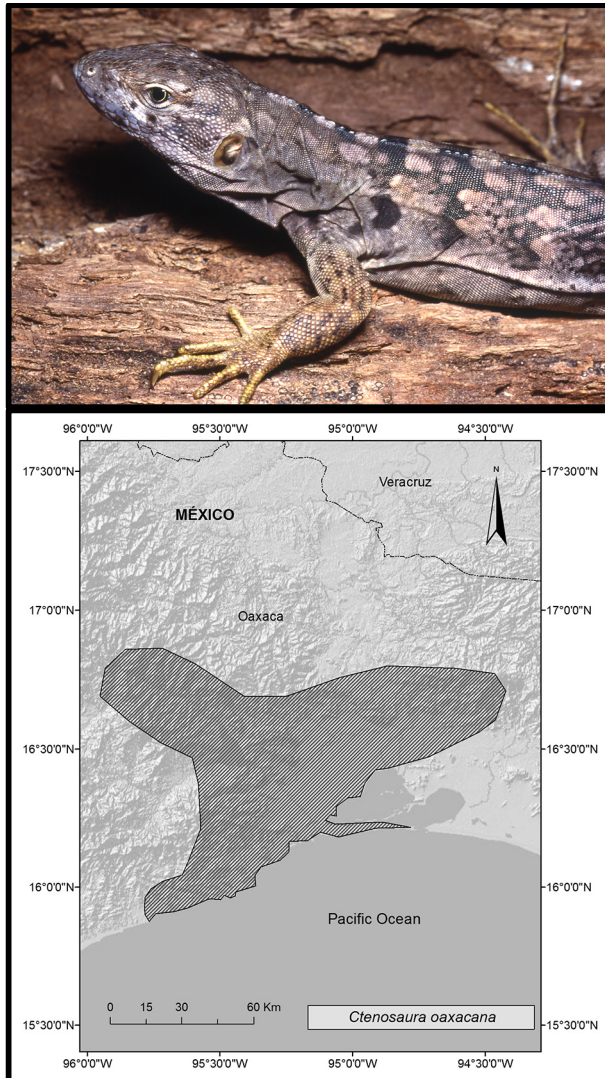 96°0'0"W 95°30'0"W 95°0'0"W 94°30'0"W
17°30'0"N 17°30'0"N
Veracruz
N
MÉXICO
17°0'0"N 17°0'0"N
Oaxaca
16°30'0"N 16°30'0"N
16°0'0"N 16°0'0"N
Pacific Ocean
0 15 30 60 Km
Ctenosaura oaxacana
15°30'0"N 15°30'0"N
96°0'0"W 95°30'0"W 95°0'0"W 94°30'0"W